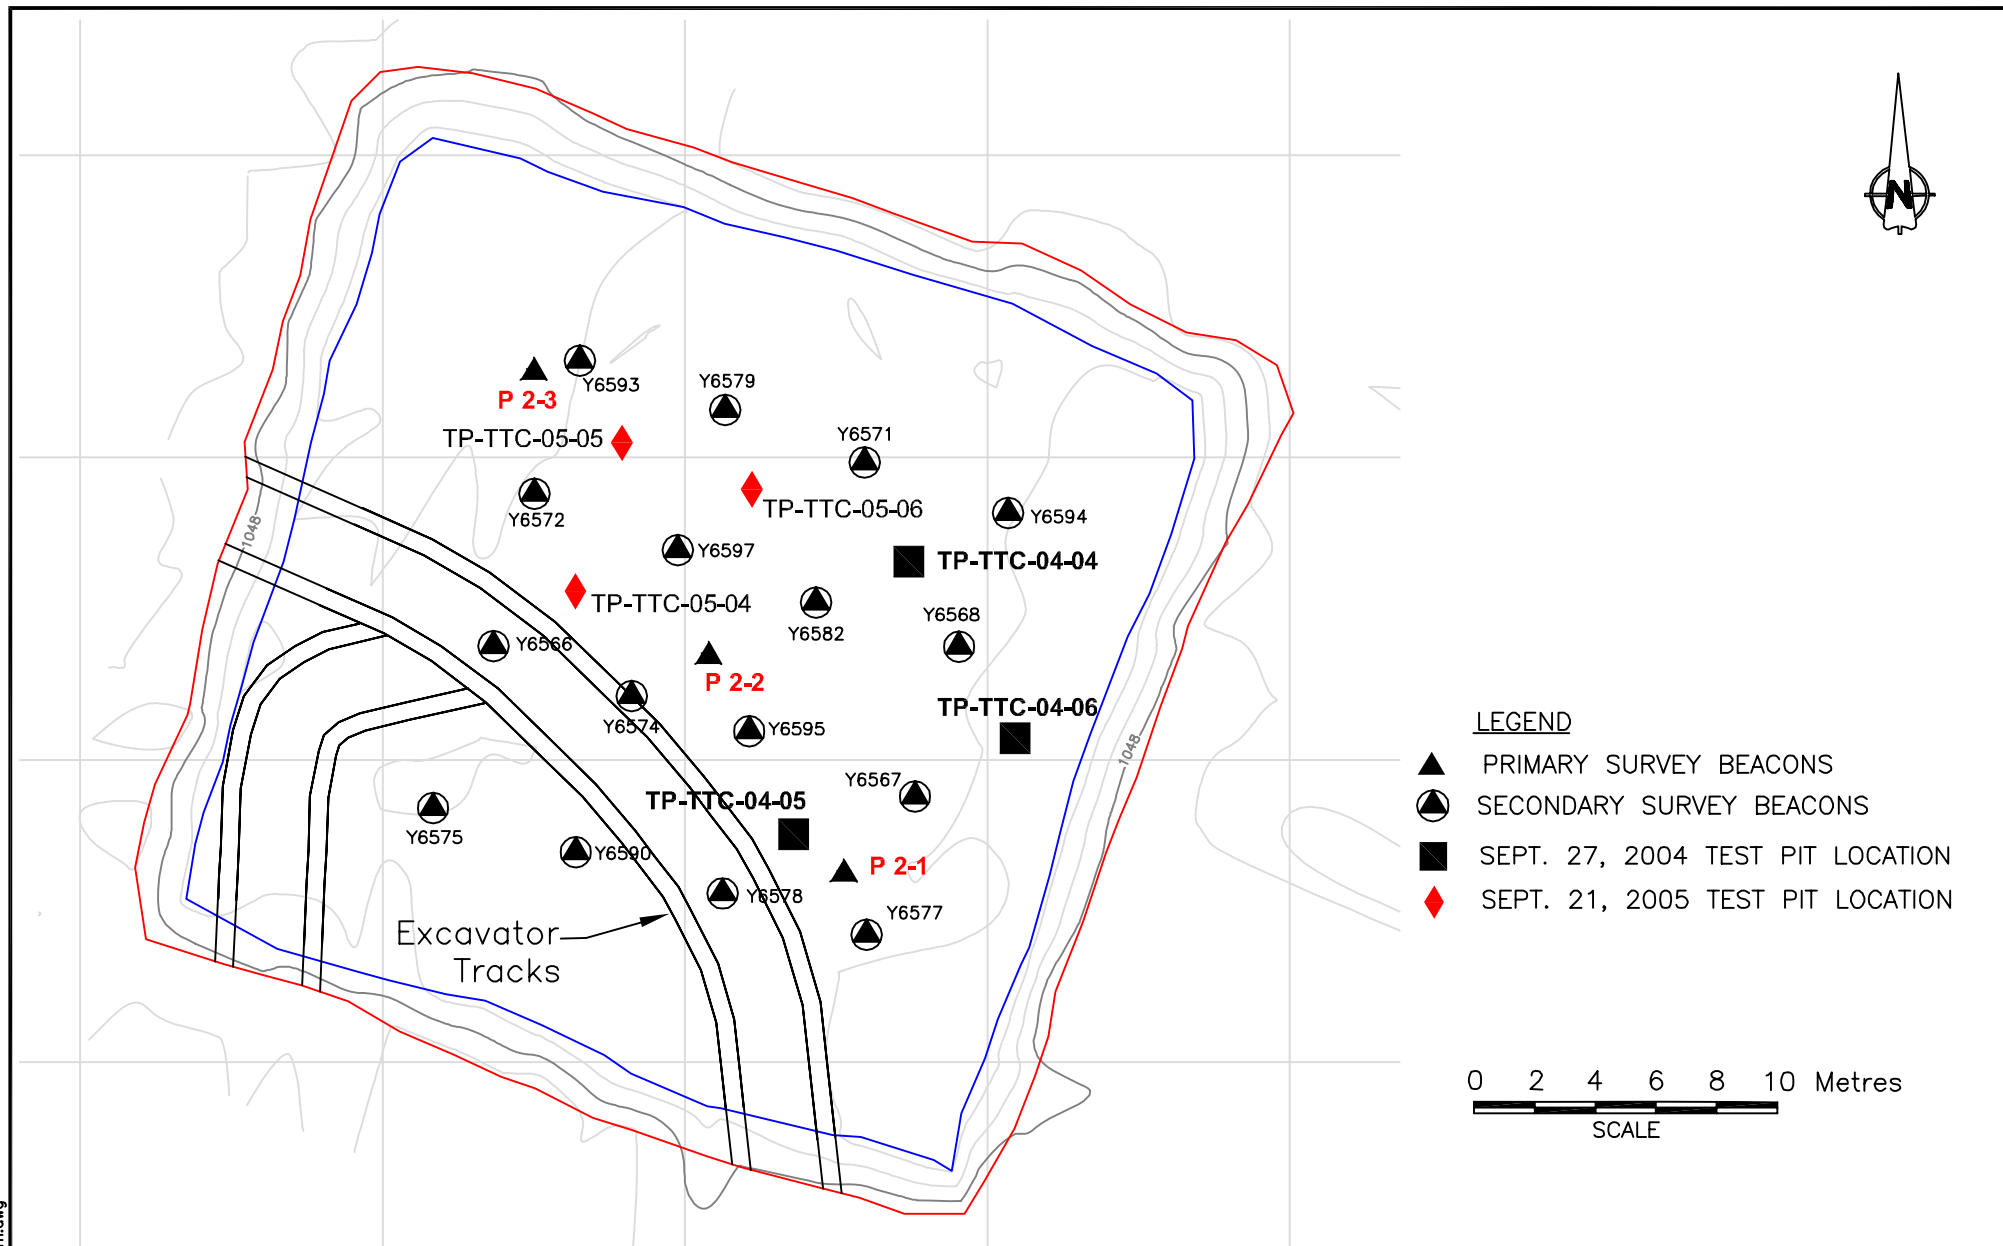 N
Y6593
P 2-3
Y6579
TP-TTC-05-05
Y6571
Y6572
TP-TTC-05-06
Y6594
1048
Y6597
TP-TTC-04-04
TP-TTC-05-04
Y6582
Y6568
Y6566
P 2-2
Y6574
Y6595
TP-TTC-04-06
1048
Y6567
TP-TTC-04-05
Y6575
Y6590
P 2-1
Y6578
Y6577
Excavator
Tracks
LEGEND
PRIMARY SURVEY BEACONS
SECONDARY SURVEY BEACONS
SEPT. 27, 2004 TEST PIT LOCATION
SEPT. 21, 2005 TEST PIT LOCATION
0 2 4 6 8 10 Metres
SCALE